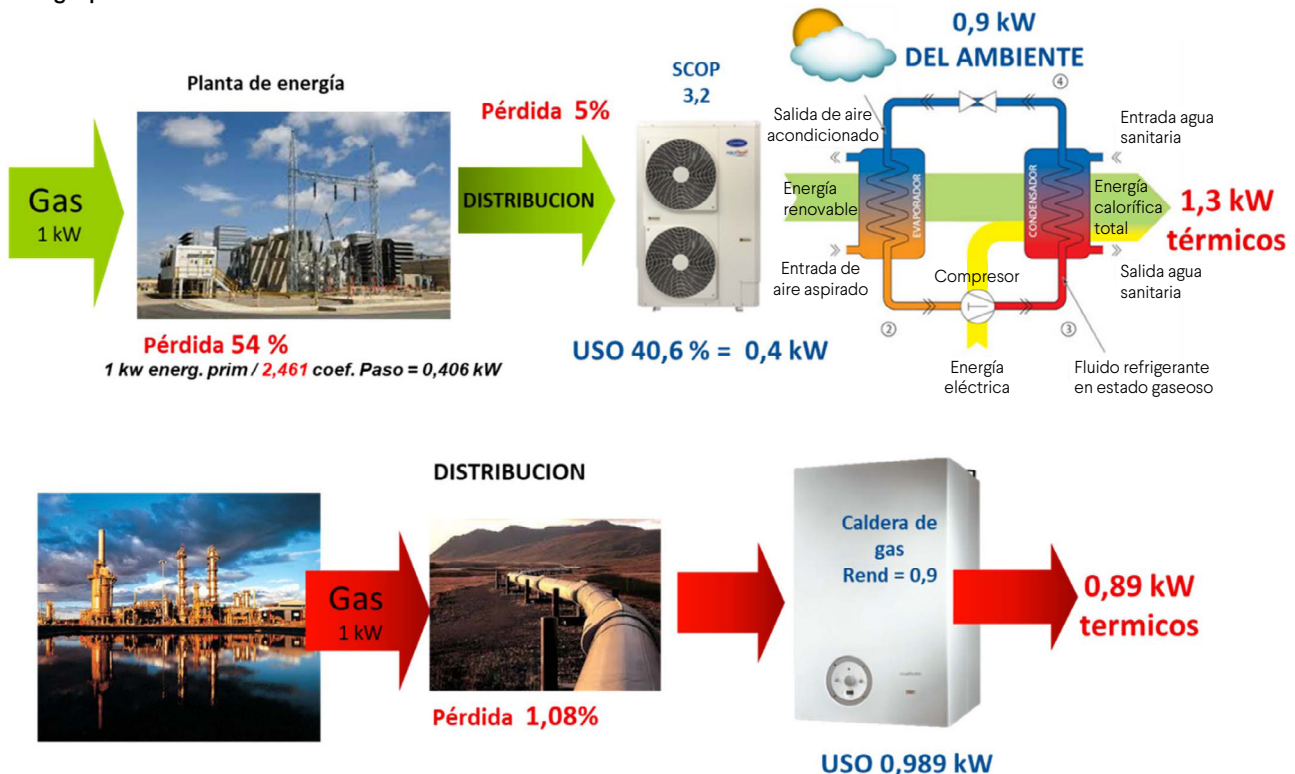 Planta de energía
Gas
1 kW
Pérdida 54 %
1 kw energ. prim / 2,461 coef. Paso = 0,406 kW
Pérdida 5%
DISTRIBUCION
SCOP
3,2
USO 40,6 % = 0,4 kW
0,9 kW
DEL AMBIENTE
④
Salida de aire
acondicionado
Entrada agua
sanitaria
Energía
renovable
EVAPORADOR
CONDENSADOR
Energía
calorífica
total
1,3 kW
térmicos
Entrada de
aire aspirado
Compresor
Salida agua
sanitaria
②
③
Energía
eléctrica
Fluido refrigerante
en estado gaseoso
DISTRIBUCION
Gas
1 kW
Pérdida 1,08%
Caldera de
gas
Rend = 0,9
0,89 kW
termicos
USO 0,989 kW